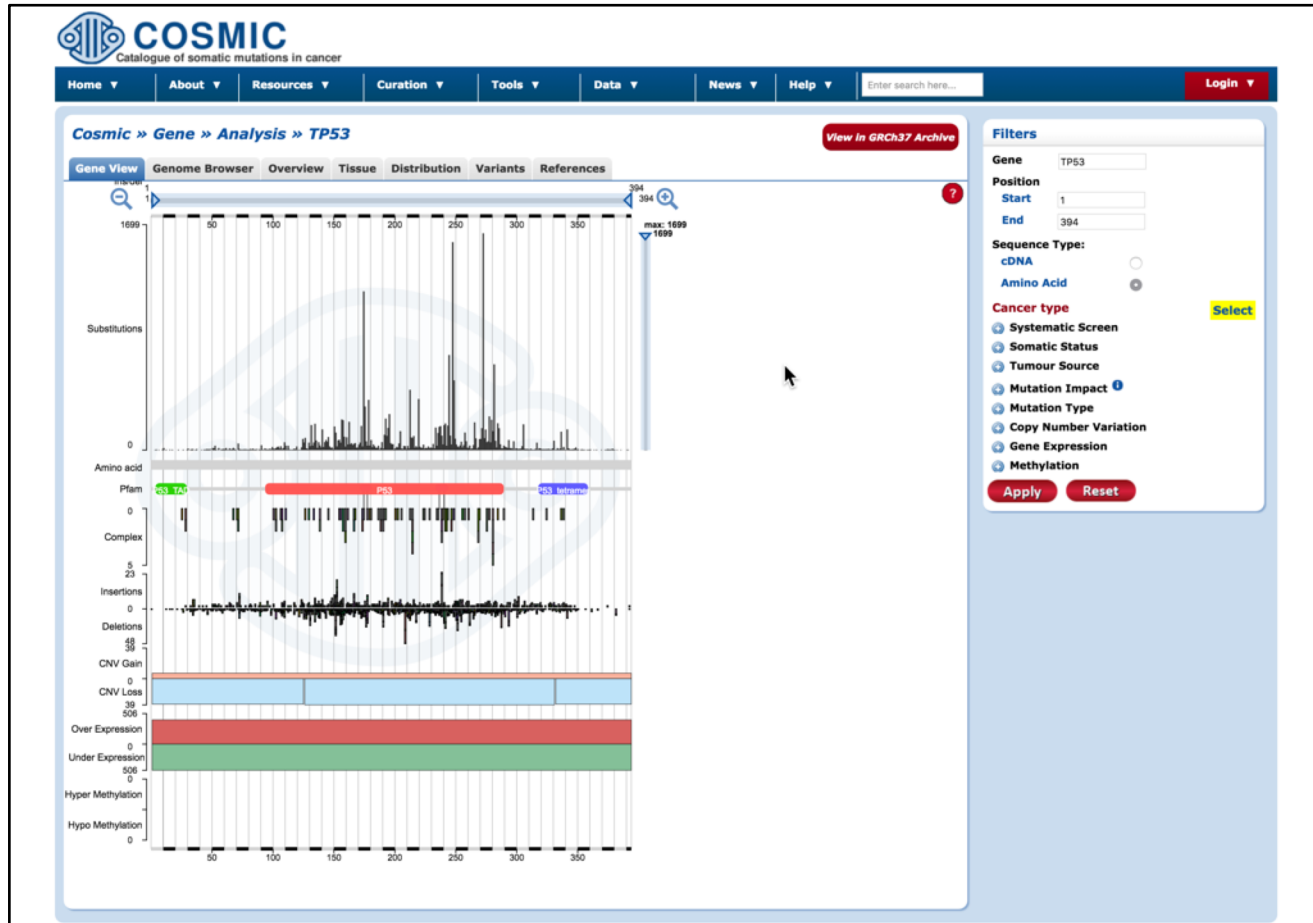 COSMIC
Catalogue of somatic mutations in cancer
Home ▼ About ▼ Resources ▼ Curation ▼ Tools ▼ Data ▼ News ▼ Help ▼ Enter search here... Login ▼
Cosmic » Gene » Analysis » TP53
View in GRCh37 Archive
Gene View Genome Browser Overview Tissue Distribution Variants References
1 394
1 394
?
50 100 150 200 250 300 350
max: 1699
1699
1699
Substitutions
0
Amino acid
Pfam
P53
0
Complex
5
23
Insertions
0
Deletions
48
39
CNV Gain
0
CNV Loss
39
506
Over Expression
0
Under Expression
506
0
Hyper Methylation
Hypo Methylation
0
50 100 150 200 250 300 350
Filters
Gene TP53
Position
Start 1
End 394
Sequence Type:
cDNA
Amino Acid
Cancer type Select
Systematic Screen
Somatic Status
Tumour Source
Mutation Impact i
Mutation Type
Copy Number Variation
Gene Expression
Methylation
Apply Reset